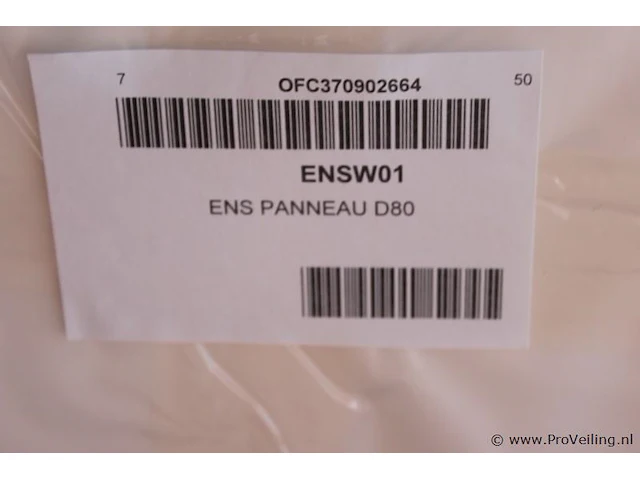 7 OFC370902664 50
ENSW01
ENS PANNEAU D80
© www.ProVeiling.nl